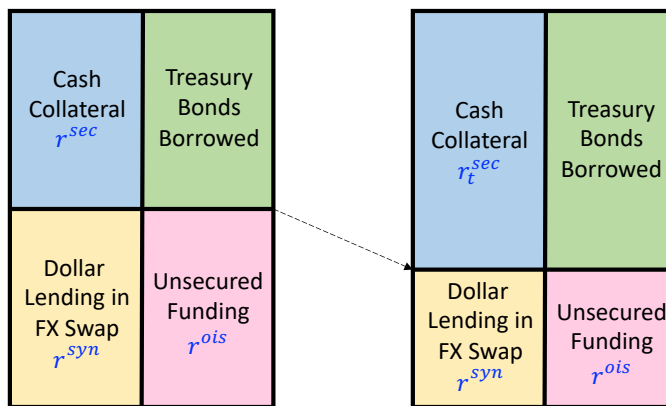 Cash
Collateral
r^{sec}
Treasury
Bonds
Borrowed
Dollar
Lending in
FX Swap
r^{syn}
Unsecured
Funding
r^{ois}
Cash
Collateral
r_t^{sec}
Treasury
Bonds
Borrowed
Dollar
Lending in
FX Swap
r^{syn}
Unsecured
Funding
r^{ois}